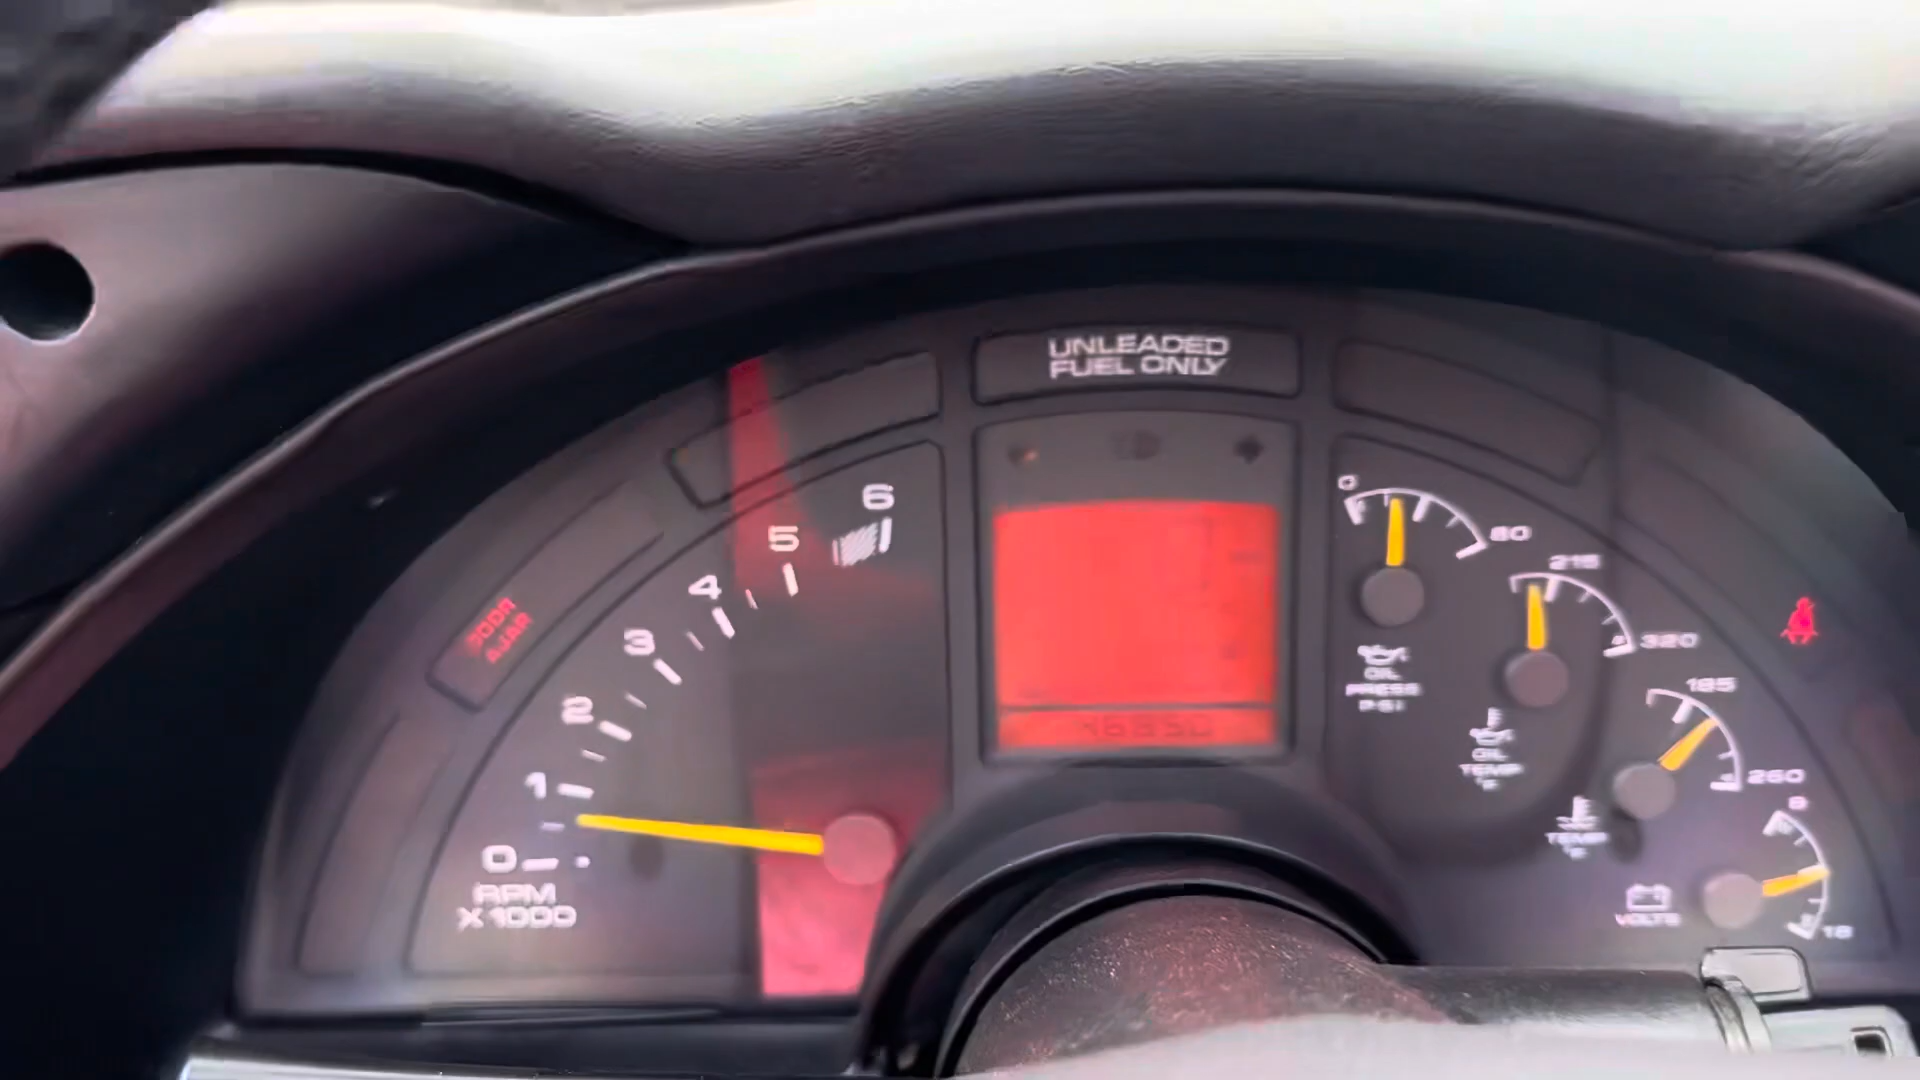 UNLEADED
FUEL ONLY
DOOR
AJAR
0
1
2
3
4
5
6
RPM
X 1000
0
80
OIL
PRESS
PSI
215
320
OIL
TEMP
°F
185
260
TEMP
°F
8
18
VOLTS